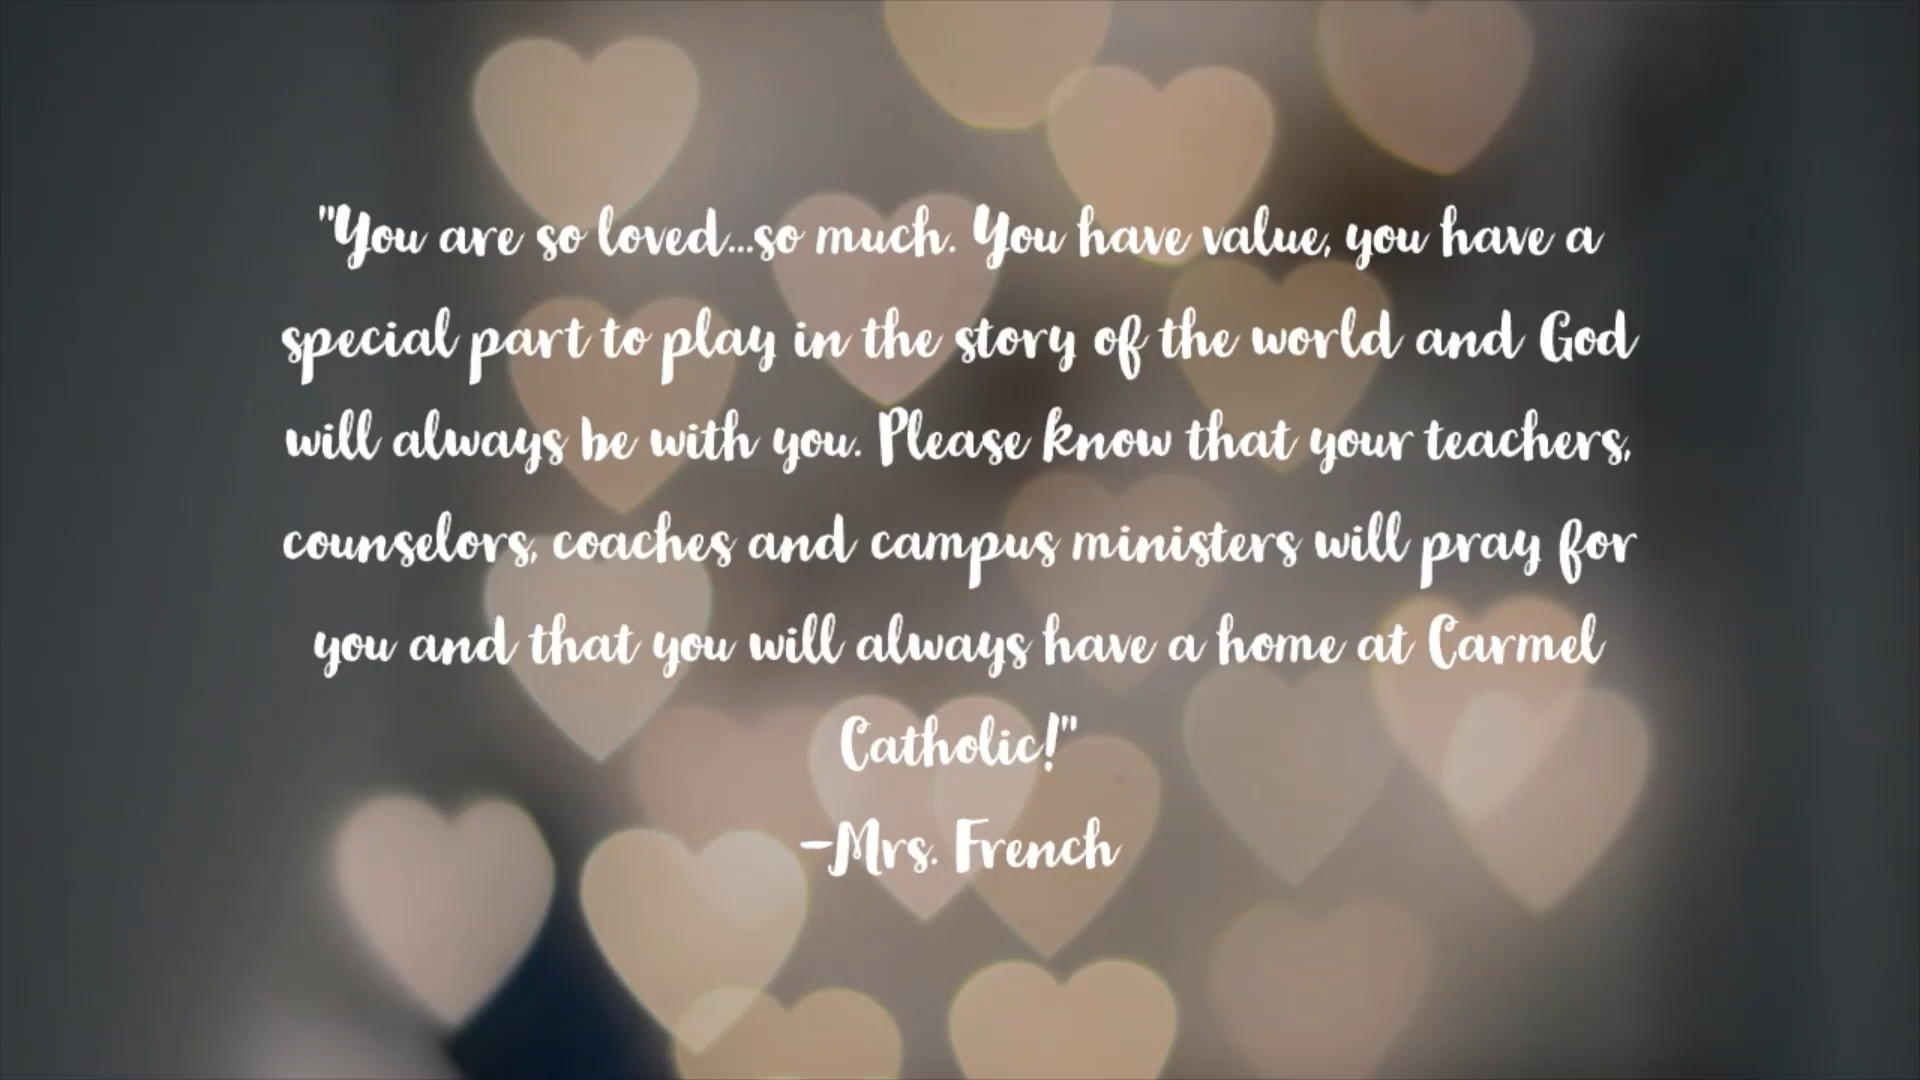 "You are so loved...so much. You have value, you have a
special part to play in the story of the world and God
will always be with you. Please know that your teachers,
counselors, coaches and campus ministers will pray for
you and that you will always have a home at Carmel
Catholic!"
-Mrs. French